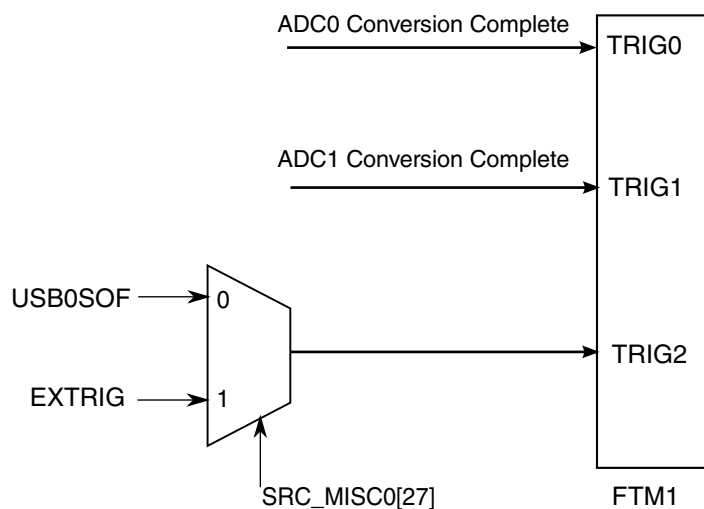 ADC0 Conversion Complete
TRIG0
ADC1 Conversion Complete
TRIG1
USB0SOF
0
TRIG2
EXTRIG
1
SRC_MISC0[27]
FTM1